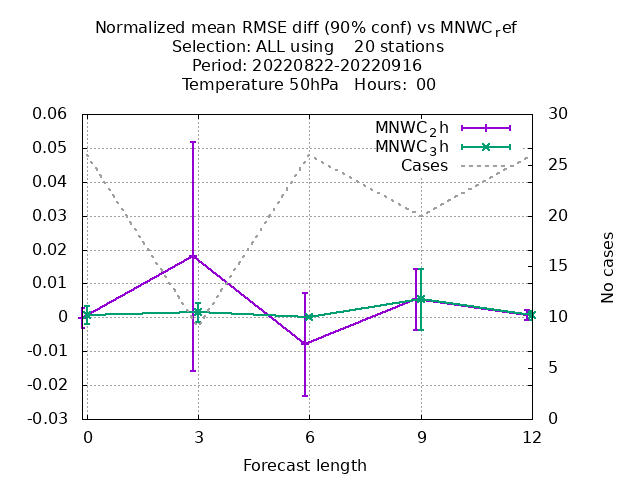 Normalized mean RMSE diff (90% conf) vs MNWC_ref
Selection: ALL using 20 stations
Period: 20220822-20220916
Temperature 50hPa Hours: 00
0.06
0.05
0.04
0.03
0.02
0.01
0
-0.01
-0.02
-0.03
30
25
20
15
10
5
0
MNWC_2h
MNWC_3h
Cases
No cases
0 3 6 9 12
Forecast length